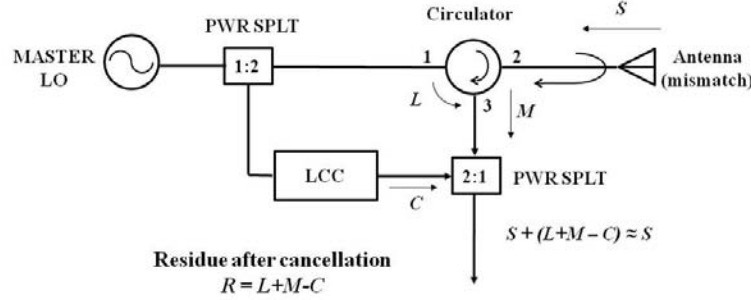 Circulator
S
PWR SPLT
MASTER
LO
1:2
1
2
Antenna
(mismatch)
L
3
M
LCC
2:1
PWR SPLT
C
S + (L+M – C) ≈ S
Residue after cancellation
R = L+M-C